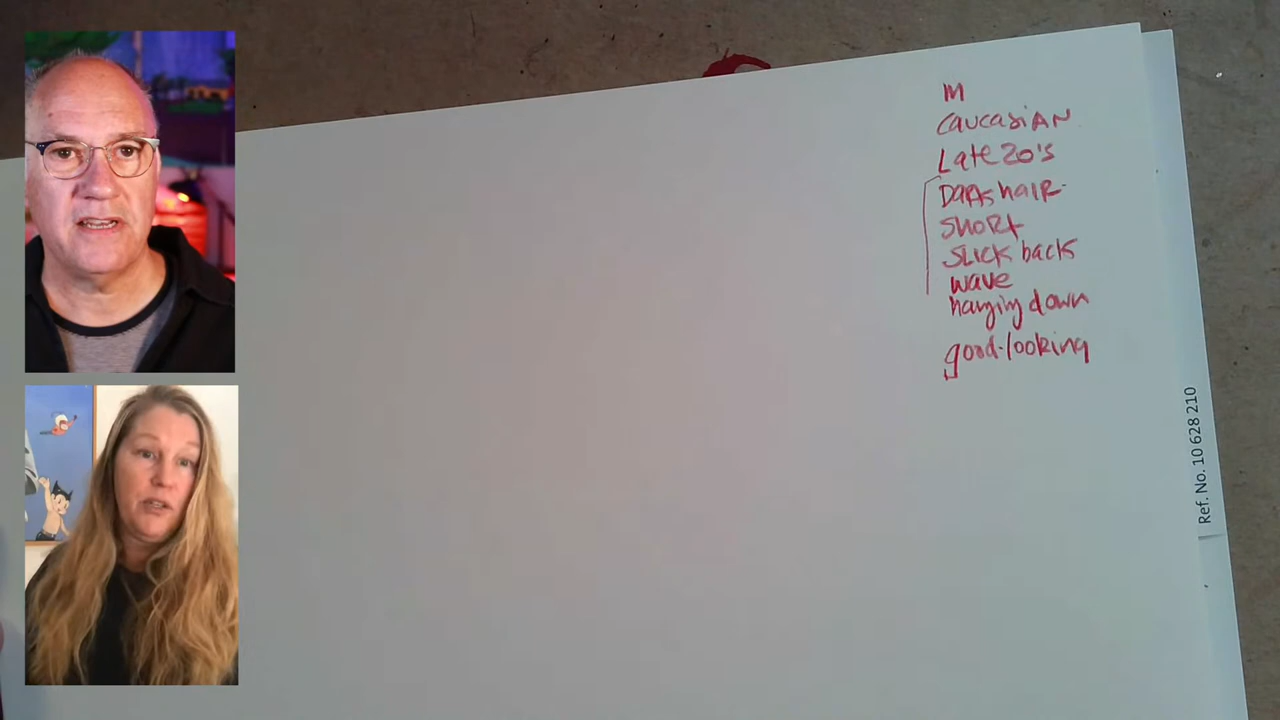 M
CAUCASIAN
Late 20's
DARK hAIR
SHORt
SLICK back
wave
hanging down
good-looking
Ref. No. 10 628 210